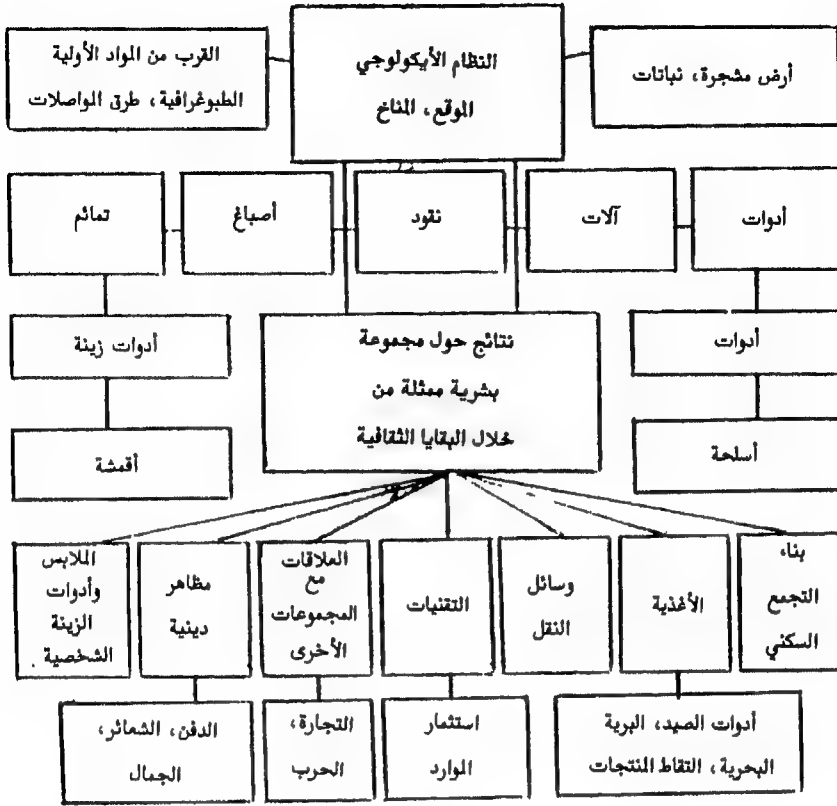 النظام الأيكولوجي
الموقع، المناخ
أرض مشجرة، نباتات
القرب من المواد الأولية
الطبوغرافية، طرق المواصلات
أدوات
آلات
نقود
أصباغ
تمائم
أدوات
نتائج حول مجموعة
بشرية ممثلة من
خلال البقايا الثقافية
أدوات زينة
أسلحة
أقمشة
بناء
التجمع
السكني
الأغذية
وسائل
النقل
التقنيات
العلاقات
مع
المجموعات
الأخرى
مظاهر
دينية
الملابس
وأدوات
الزينة
الشخصية
أدوات الصيد، البرية
البحرية، التقاط المنتجات
استثمار
الموارد
التجارة،
الحرب
الدفن، الشعائر،
الجمال